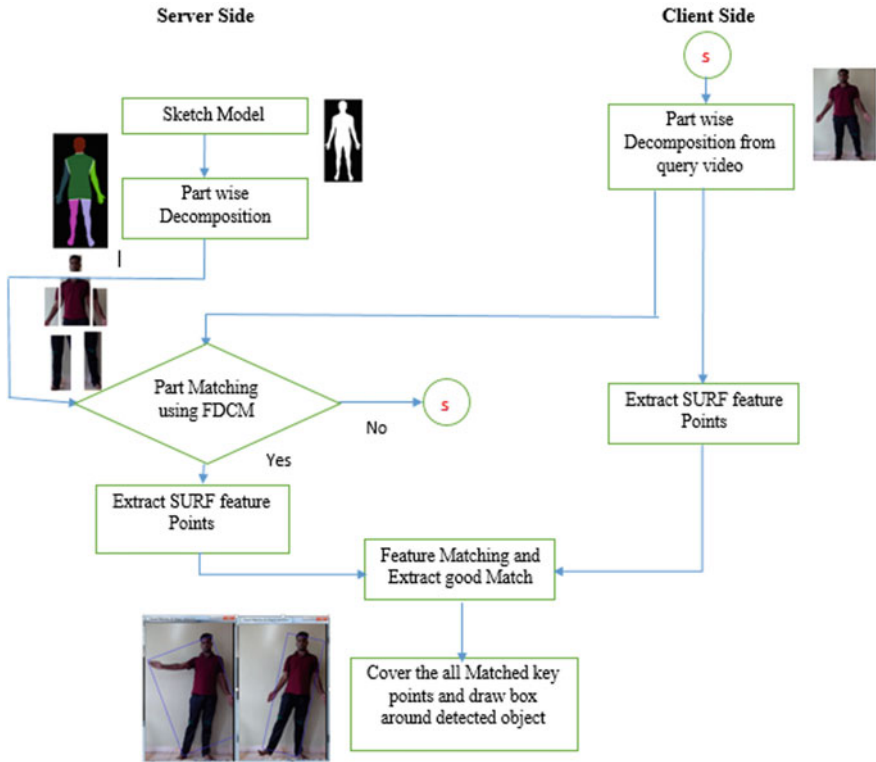 Server Side
Client Side
S
Sketch Model
Part wise
Decomposition from
query video
Part wise
Decomposition
Part Matching
using FDCM
S
No
Yes
Extract SURF feature
Points
Extract SURF feature
Points
Feature Matching and
Extract good Match
Cover the all Matched key
points and draw box
around detected object